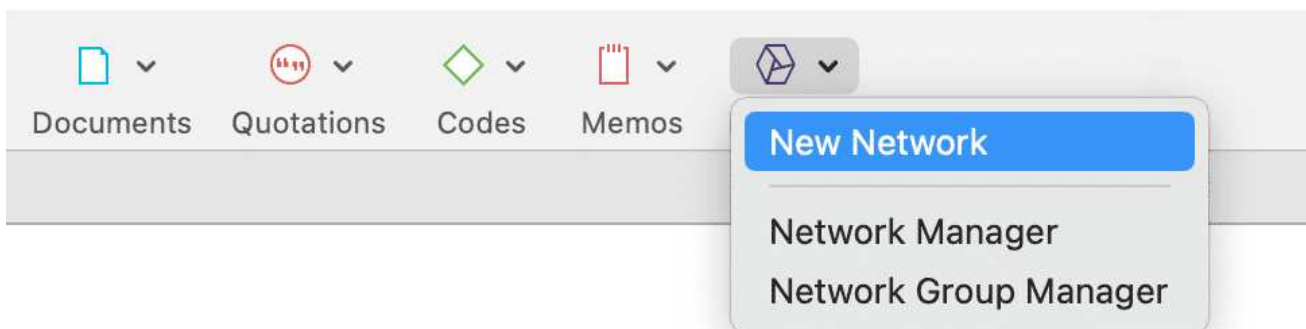 Documents
Quotations
Codes
Memos
New Network
Network Manager
Network Group Manager